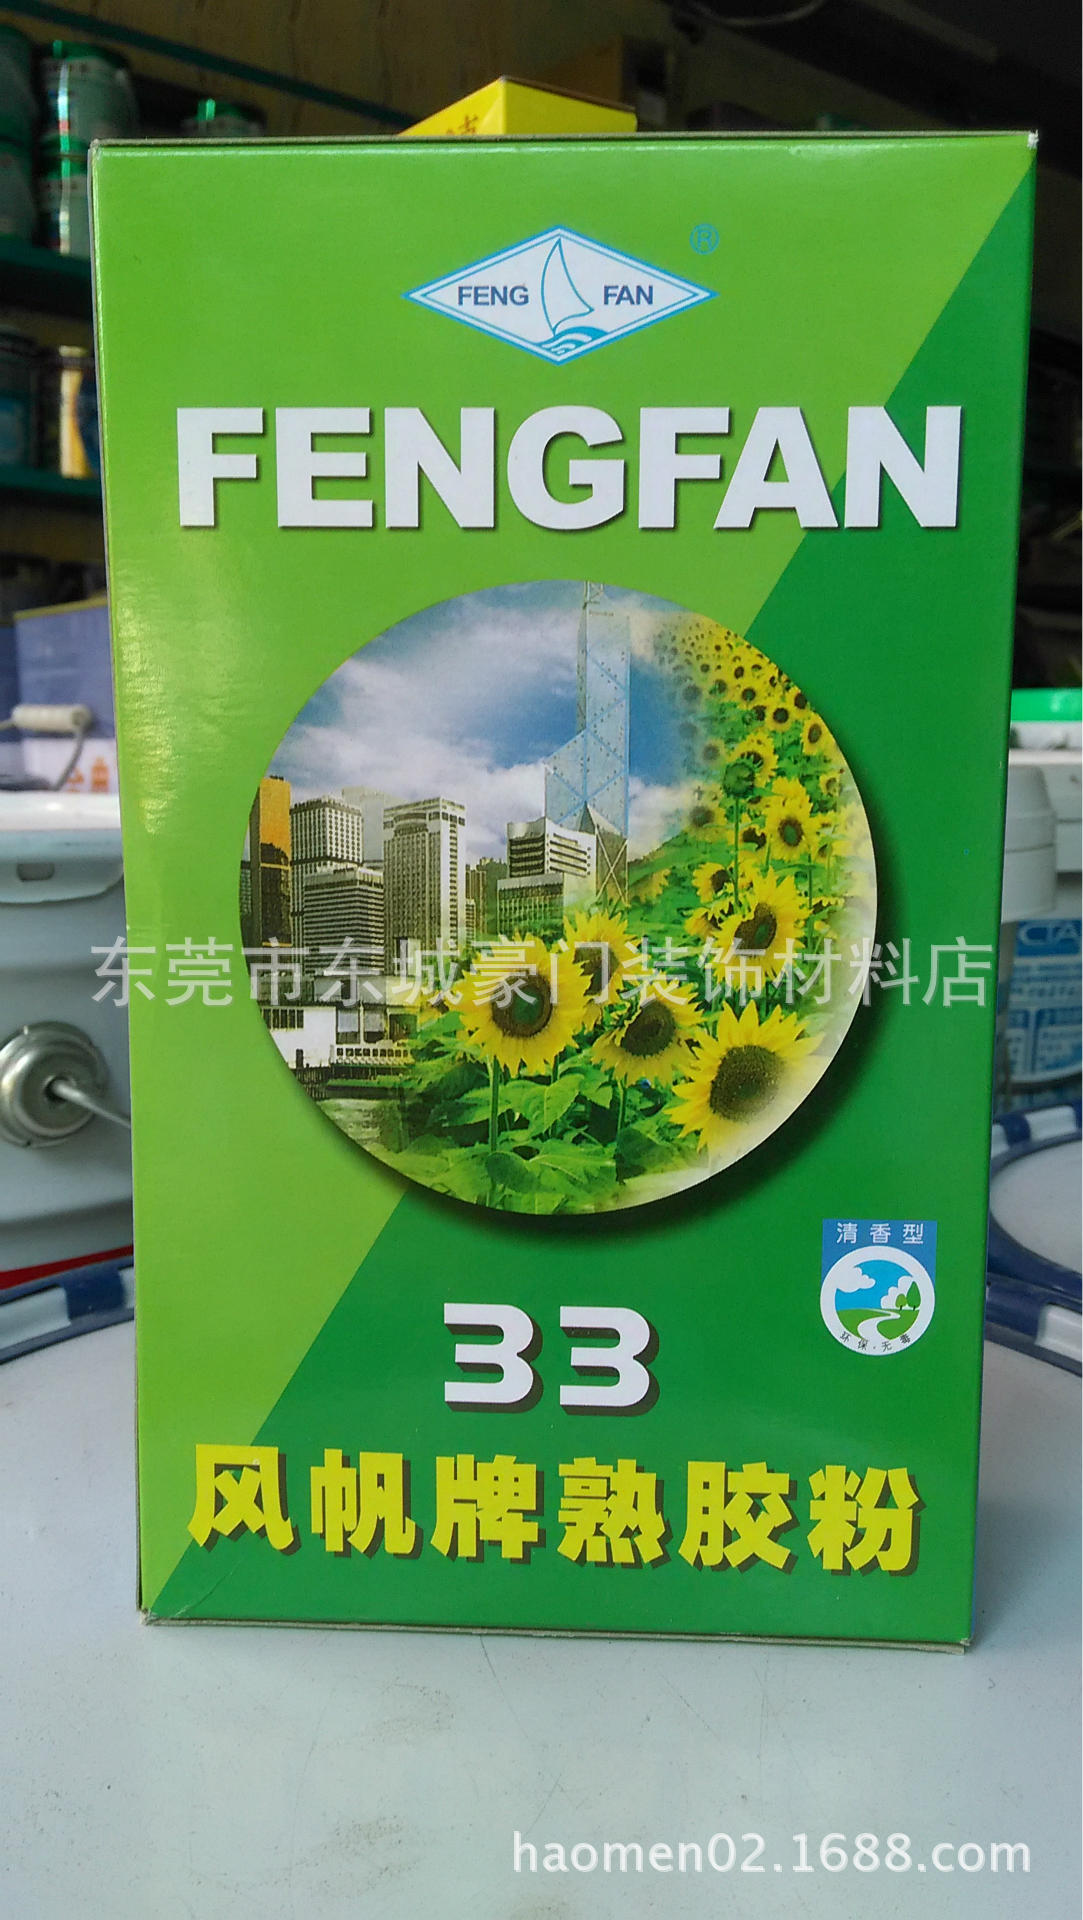 FENG FAN ®
FENGFAN
东莞市东城豪门装饰材料店
CTA
清香型
环保·无毒
33
风帆牌熟胶粉
haomen02.1688.com